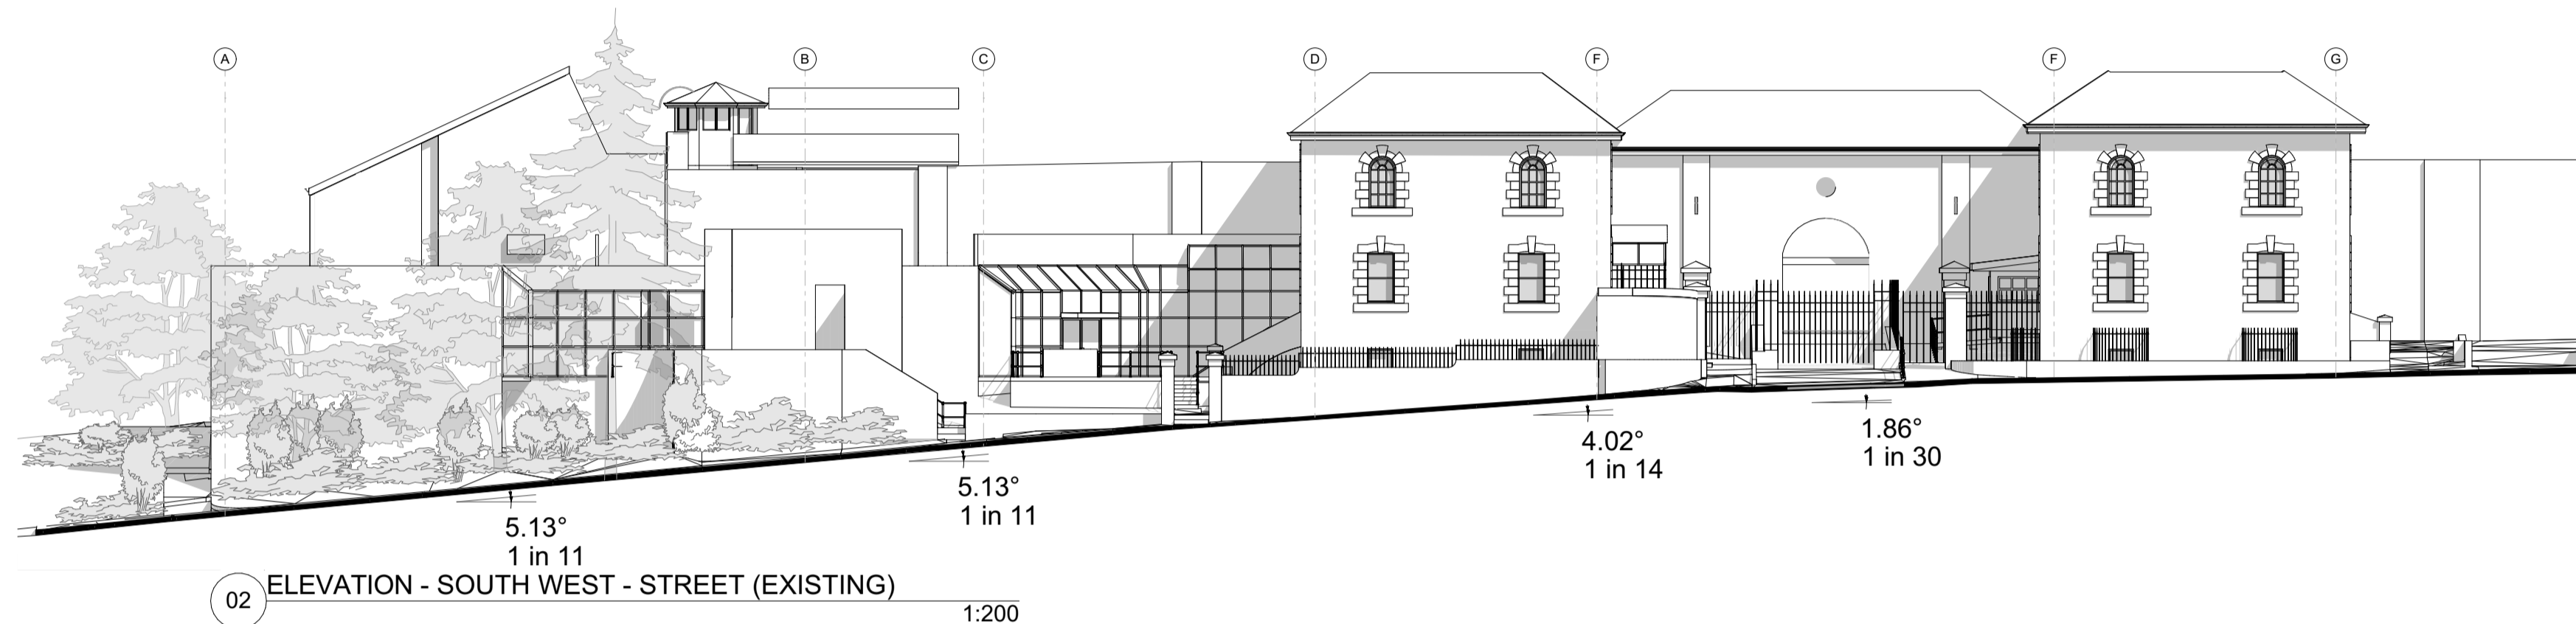 A
B
C
D
F
F
G
4.02°
1 in 14
1.86°
1 in 30
5.13°
1 in 11
5.13°
1 in 11
02
ELEVATION - SOUTH WEST - STREET (EXISTING)
1:200